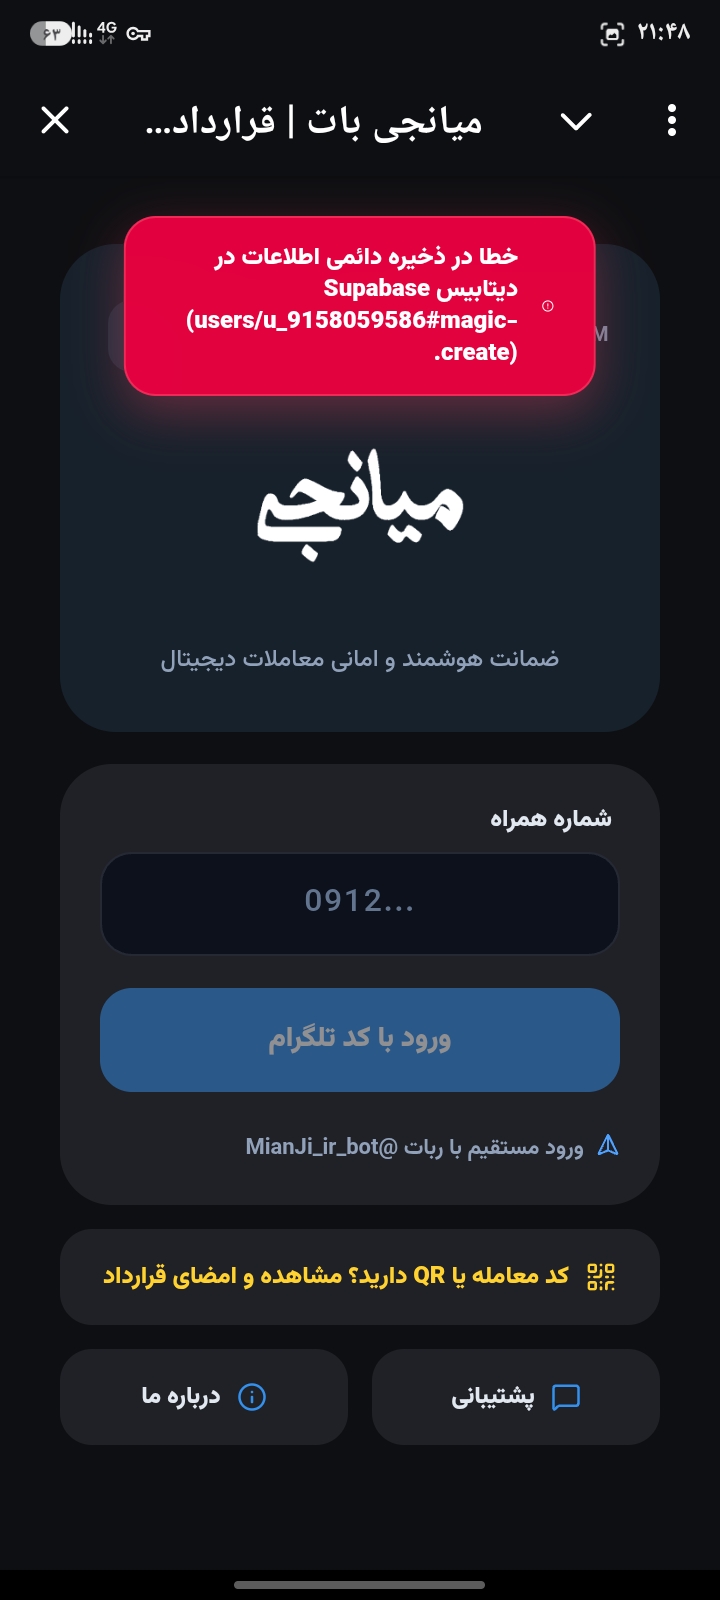 ۶۳ 4G ۲۱:۴۸
میانجی بات | قرارداد...
خطا در ذخیره دائمی اطلاعات در
دیتابیس Supabase
(users/u_9158059586#magic-
create).
M
میانجی
ضمانت هوشمند و امانی معاملات دیجیتال
شماره همراه
0912...
ورود با کد تلگرام
ورود مستقیم با ربات @MianJi_ir_bot
کد معامله یا QR دارید؟ مشاهده و امضای قرارداد
پشتیبانی
درباره ما